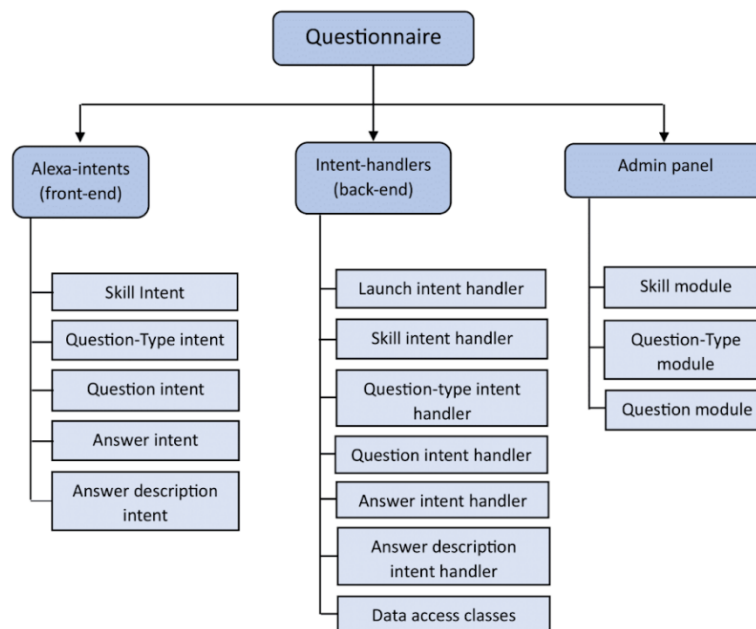 Questionnaire
Alexa-intents
(front-end)
Skill Intent
Question-Type intent
Question intent
Answer intent
Answer description
intent
Intent-handlers
(back-end)
Launch intent handler
Skill intent handler
Question-type intent
handler
Question intent handler
Answer intent handler
Answer description
intent handler
Data access classes
Admin panel
Skill module
Question-Type
module
Question module